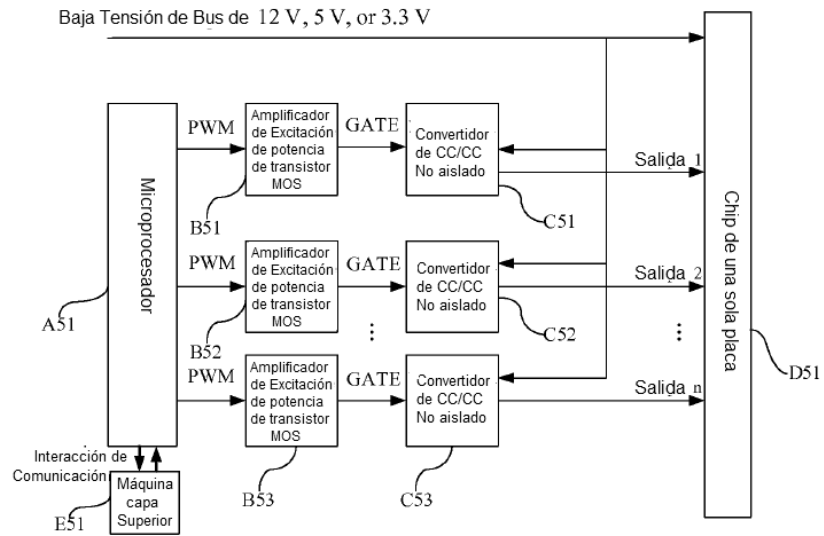 Baja Tensión de Bus de 12 V, 5 V, or 3.3 V
Microprocesador
A51
PWM
Amplificador
de Excitación
de potencia
de transistor
MOS
B51
GATE
Convertidor
de CC/CC
No aislado
C51
Salida 1
PWM
Amplificador
de Excitación
de potencia
de transistor
MOS
B52
GATE
Convertidor
de CC/CC
No aislado
C52
Salida 2
PWM
Amplificador
de Excitación
de potencia
de transistor
MOS
B53
GATE
Convertidor
de CC/CC
No aislado
C53
Salida n
Chip de una sola placa
D51
Interacción de
Comunicación
Máquina
capa
Superior
E51